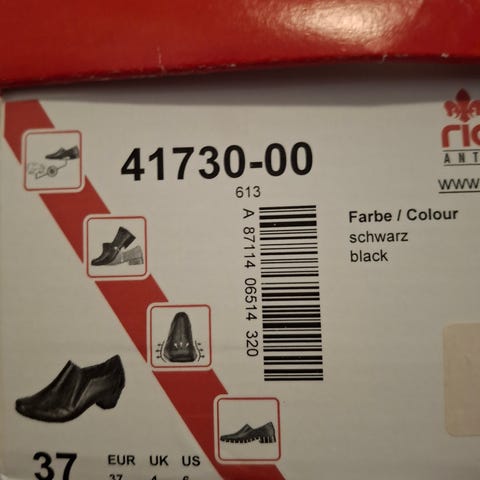 41730-00
613
A 87114 06514 320
Farbe / Colour
schwarz
black
37
EUR UK US